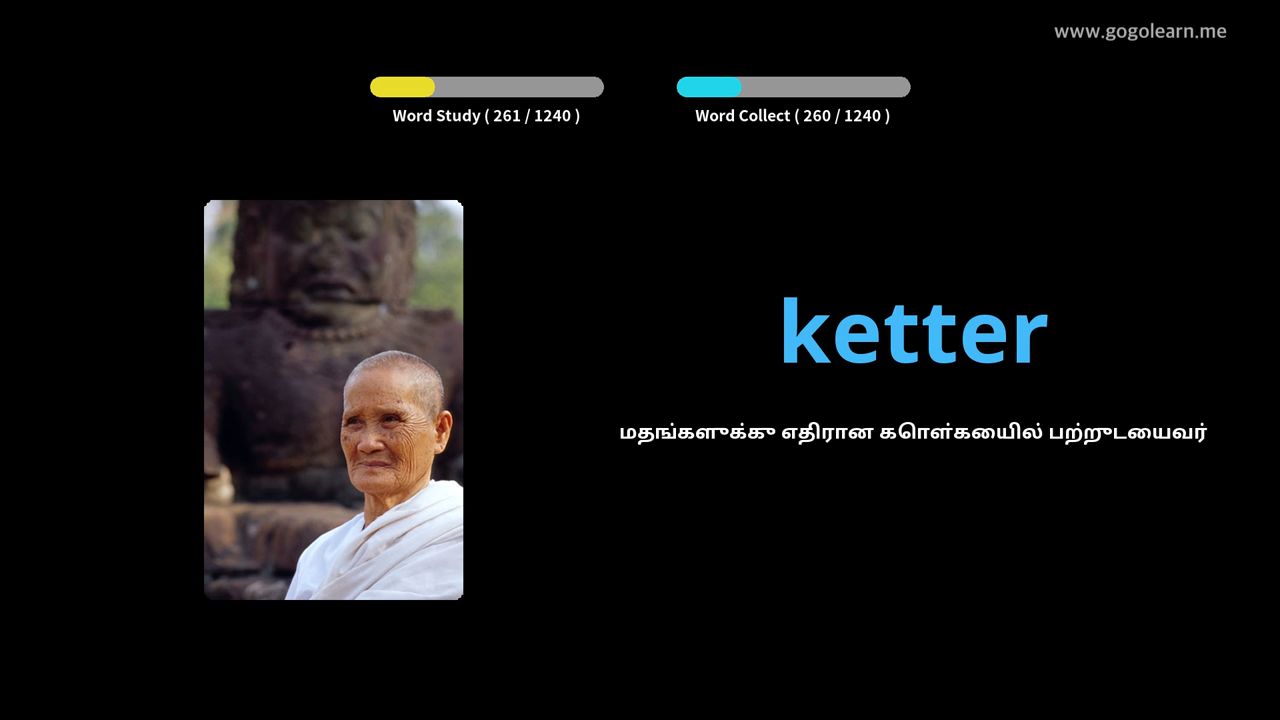 www.gogolearn.me
Word Study ( 261 / 1240 )
Word Collect ( 260 / 1240 )
ketter
மதங்களுக்கு எதிரான கொள்கையில் பற்றுடையவர்